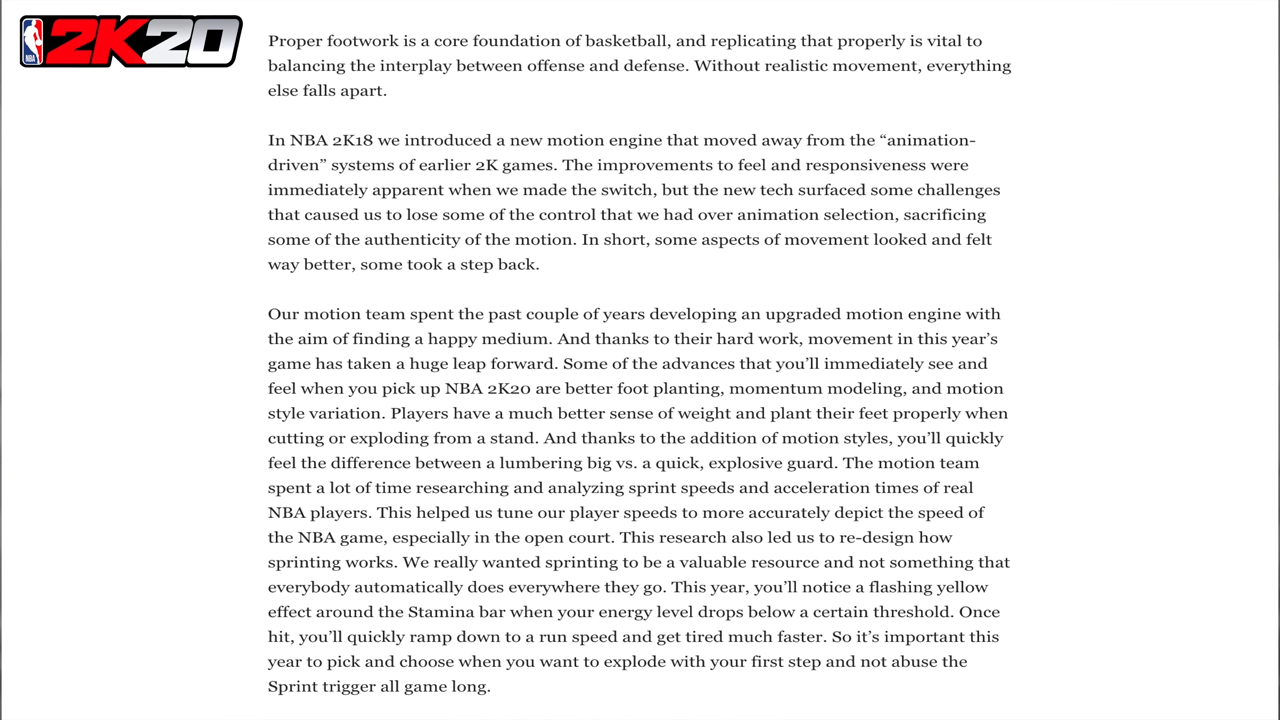 NBA 2K20
Proper footwork is a core foundation of basketball, and replicating that properly is vital to
balancing the interplay between offense and defense. Without realistic movement, everything
else falls apart.
In NBA 2K18 we introduced a new motion engine that moved away from the “animation-
driven” systems of earlier 2K games. The improvements to feel and responsiveness were
immediately apparent when we made the switch, but the new tech surfaced some challenges
that caused us to lose some of the control that we had over animation selection, sacrificing
some of the authenticity of the motion. In short, some aspects of movement looked and felt
way better, some took a step back.
Our motion team spent the past couple of years developing an upgraded motion engine with
the aim of finding a happy medium. And thanks to their hard work, movement in this year’s
game has taken a huge leap forward. Some of the advances that you’ll immediately see and
feel when you pick up NBA 2K20 are better foot planting, momentum modeling, and motion
style variation. Players have a much better sense of weight and plant their feet properly when
cutting or exploding from a stand. And thanks to the addition of motion styles, you’ll quickly
feel the difference between a lumbering big vs. a quick, explosive guard. The motion team
spent a lot of time researching and analyzing sprint speeds and acceleration times of real
NBA players. This helped us tune our player speeds to more accurately depict the speed of
the NBA game, especially in the open court. This research also led us to re-design how
sprinting works. We really wanted sprinting to be a valuable resource and not something that
everybody automatically does everywhere they go. This year, you’ll notice a flashing yellow
effect around the Stamina bar when your energy level drops below a certain threshold. Once
hit, you’ll quickly ramp down to a run speed and get tired much faster. So it’s important this
year to pick and choose when you want to explode with your first step and not abuse the
Sprint trigger all game long.